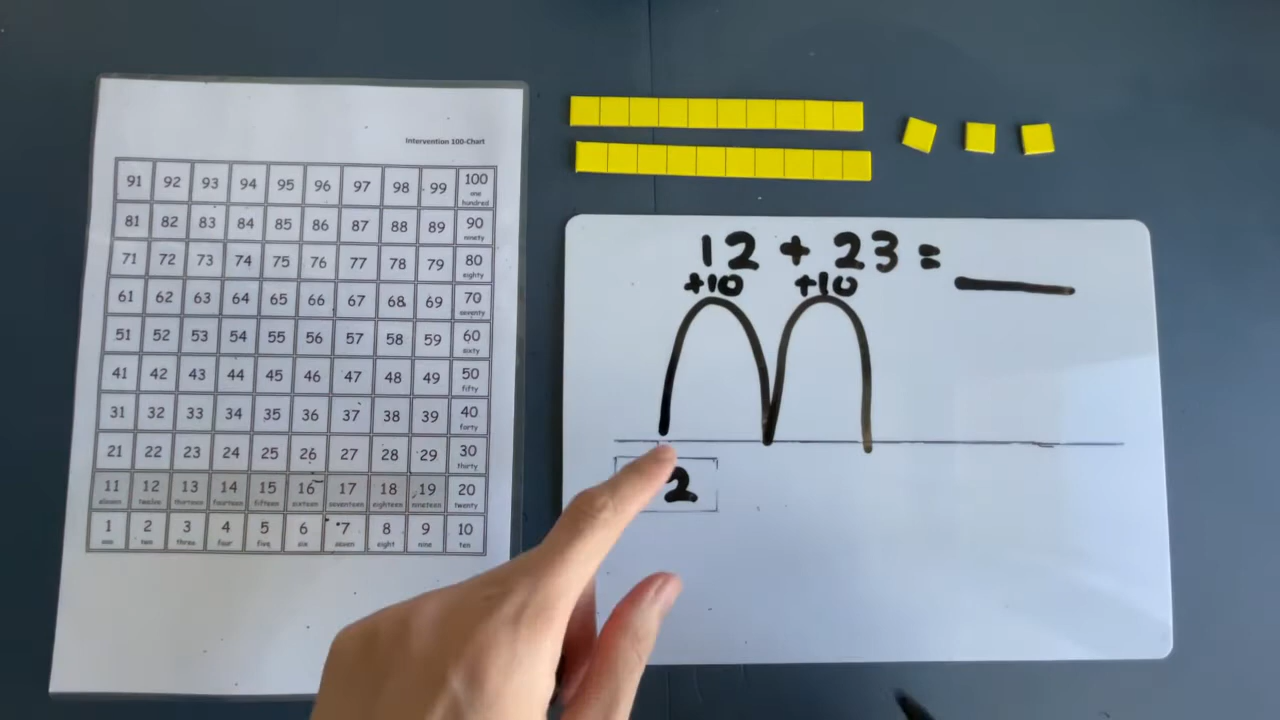 Intervention 100-Chart
91 92 93 94 95 96 97 98 99 100
one
hundred
81 82 83 84 85 86 87 88 89 90
ninety
71 72 73 74 75 76 77 78 79 80
eighty
61 62 63 64 65 66 67 68 69 70
seventy
51 52 53 54 55 56 57 58 59 60
sixty
41 42 43 44 45 46 47 48 49 50
fifty
31 32 33 34 35 36 37 38 39 40
forty
21 22 23 24 25 26 27 28 29 30
thirty
11 12 13 14 15 16 17 18 19 20
eleven twelve thirteen fourteen fifteen sixteen seventeen eighteen nineteen twenty
1 2 3 4 5 6 7 8 9 10
one two three four five six seven eight nine ten
12 + 23 =
+10 +10
2